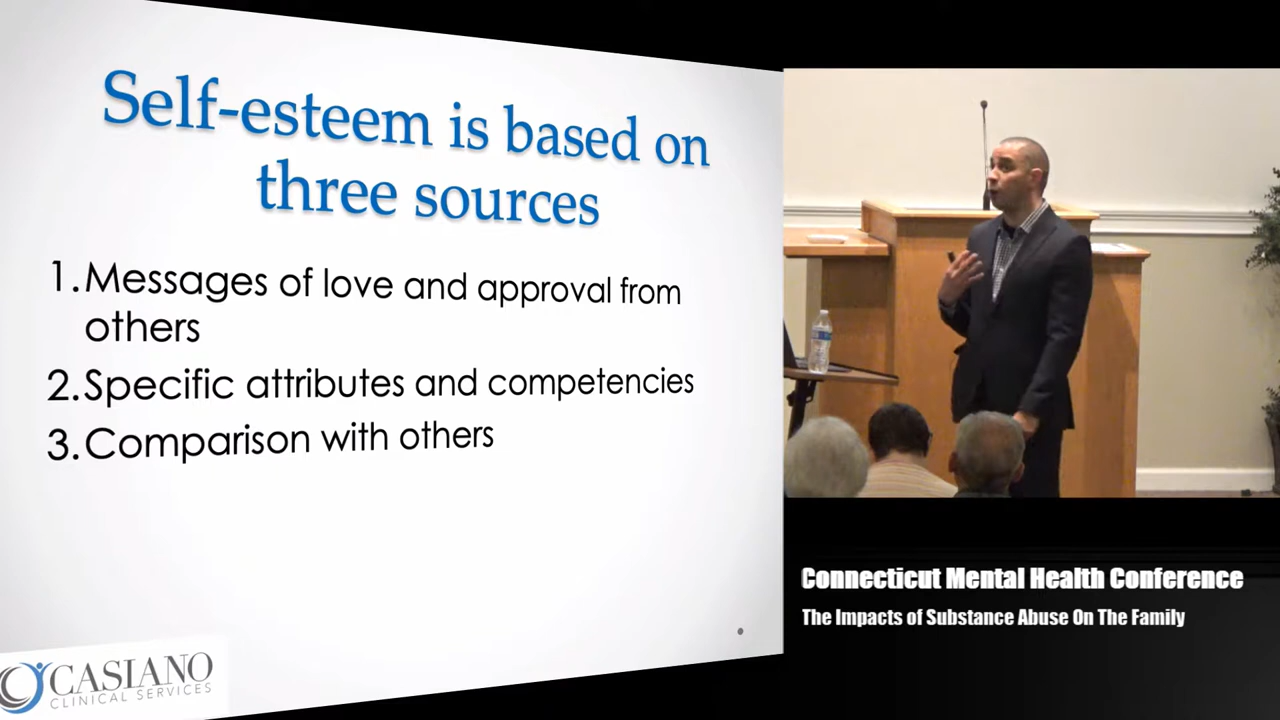 Self-esteem is based on
three sources
1. Messages of love and approval from
others
2. Specific attributes and competencies
3. Comparison with others
CASIANO
CLINICAL SERVICES
Connecticut Mental Health Conference
The Impacts of Substance Abuse On The Family